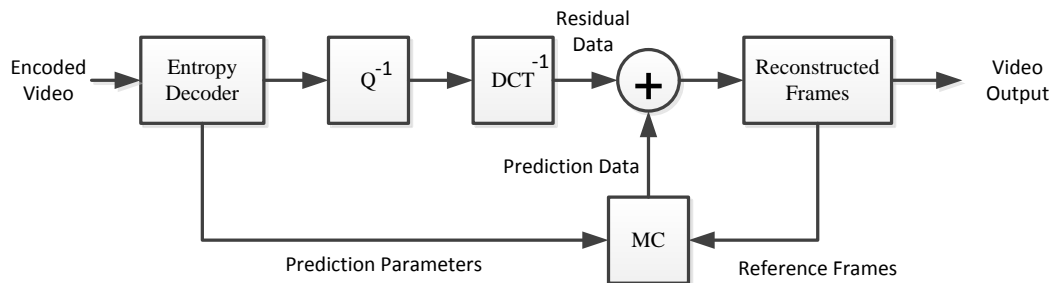 Encoded
Video
Entropy
Decoder
Q-1
DCT-1
Residual
Data
+
Reconstructed
Frames
Video
Output
Prediction Data
MC
Prediction Parameters
Reference Frames